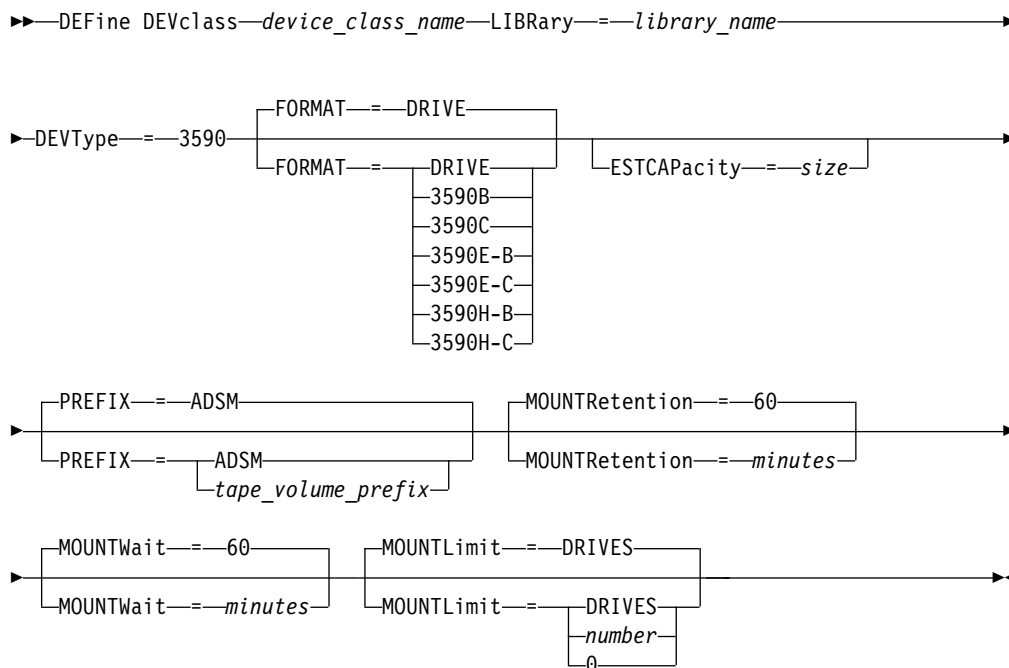 DEFine DEVclass device_class_name LIBRary = library_name
FORMAT = DRIVE
DEVType = 3590
FORMAT = DRIVE
3590B
3590C
3590E-B
3590E-C
3590H-B
3590H-C
ESTCAPacity = size
PREFIX = ADSM
PREFIX = ADSM
tape_volume_prefix
MOUNTRetention = 60
MOUNTRetention = minutes
MOUNTWait = 60
MOUNTWait = minutes
MOUNTLimit = DRIVES
MOUNTLimit = DRIVES
number
0